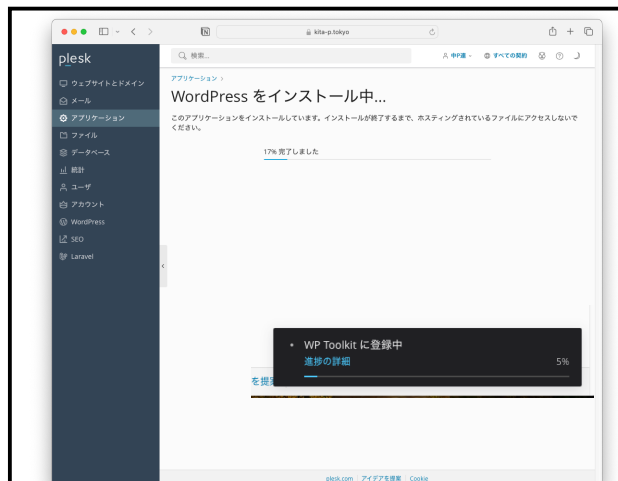 kita-p.tokyo
plesk
検索...
中P連
すべての契約
ウェブサイトとドメイン
メール
アプリケーション
ファイル
データベース
統計
ユーザ
アカウント
WordPress
SEO
Laravel
アプリケーション
WordPress をインストール中...
このアプリケーションをインストールしています。インストールが終了するまで、ホスティングされているファイルにアクセスしないで
ください。
17% 完了しました
WP Toolkit に登録中
進捗の詳細 5%
を提
plesk.com アイデアを提案 Cookie